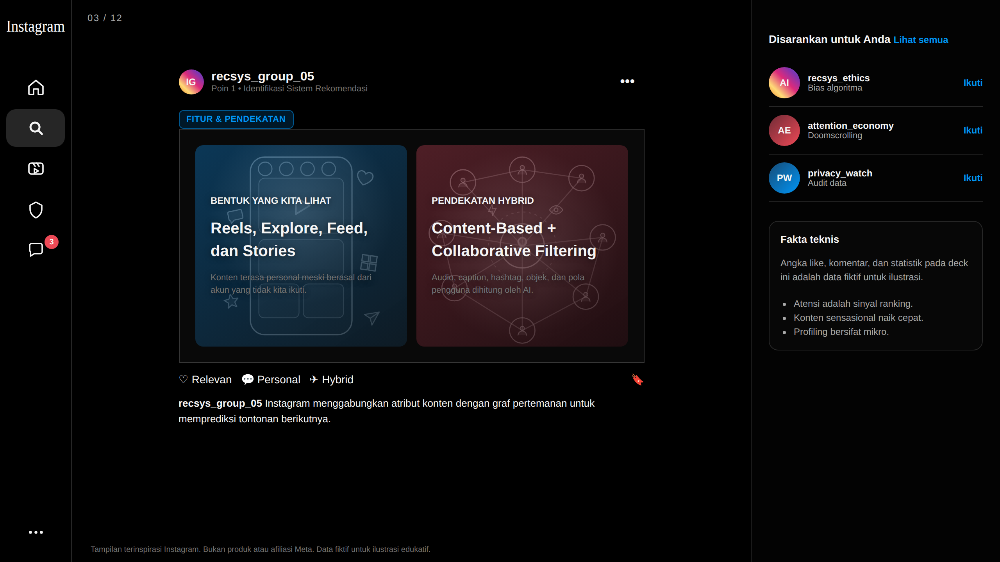 Instagram
3
03 / 12
IG
recsys_group_05
Poin 1 • Identifikasi Sistem Rekomendasi
•••
FITUR & PENDEKATAN
BENTUK YANG KITA LIHAT
Reels, Explore, Feed,
dan Stories
Konten terasa personal meski berasal dari
akun yang tidak kita ikuti.
PENDEKATAN HYBRID
Content-Based +
Collaborative Filtering
Audio, caption, hashtag, objek, dan pola
pengguna dihitung oleh AI.
♡ Relevan 💬 Personal ✈ Hybrid 🔖
recsys_group_05 Instagram menggabungkan atribut konten dengan graf pertemanan untuk
memprediksi tontonan berikutnya.
Tampilan terinspirasi Instagram. Bukan produk atau afiliasi Meta. Data fiktif untuk ilustrasi edukatif.
Disarankan untuk Anda Lihat semua
AI
recsys_ethics
Bias algoritma
Ikuti
AE
attention_economy
Doomscrolling
Ikuti
PW
privacy_watch
Audit data
Ikuti
Fakta teknis
Angka like, komentar, dan statistik pada deck
ini adalah data fiktif untuk ilustrasi.
• Atensi adalah sinyal ranking.
• Konten sensasional naik cepat.
• Profiling bersifat mikro.